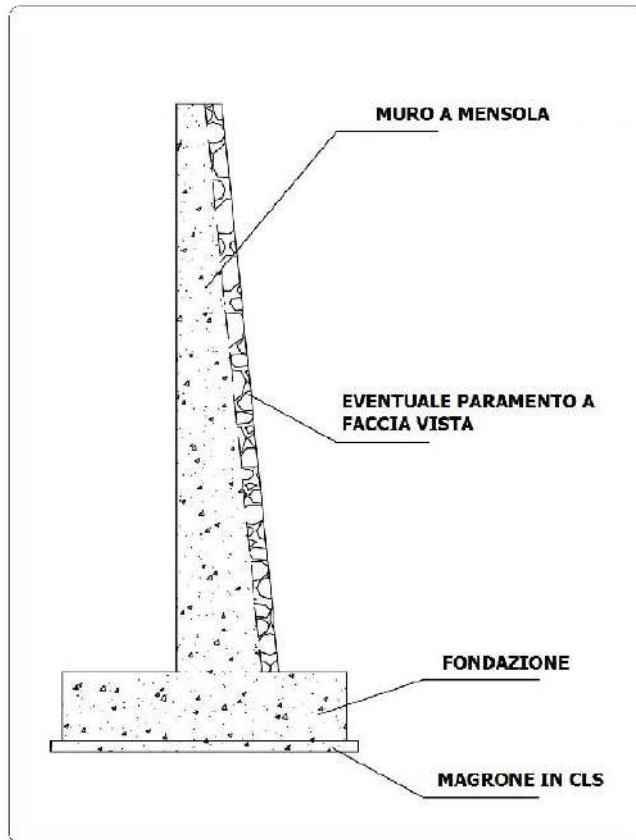 MURO A MENSOLA
EVENTUALE PARAMENTO A
FACCIA VISTA
FONDAZIONE
MAGRONE IN CLS